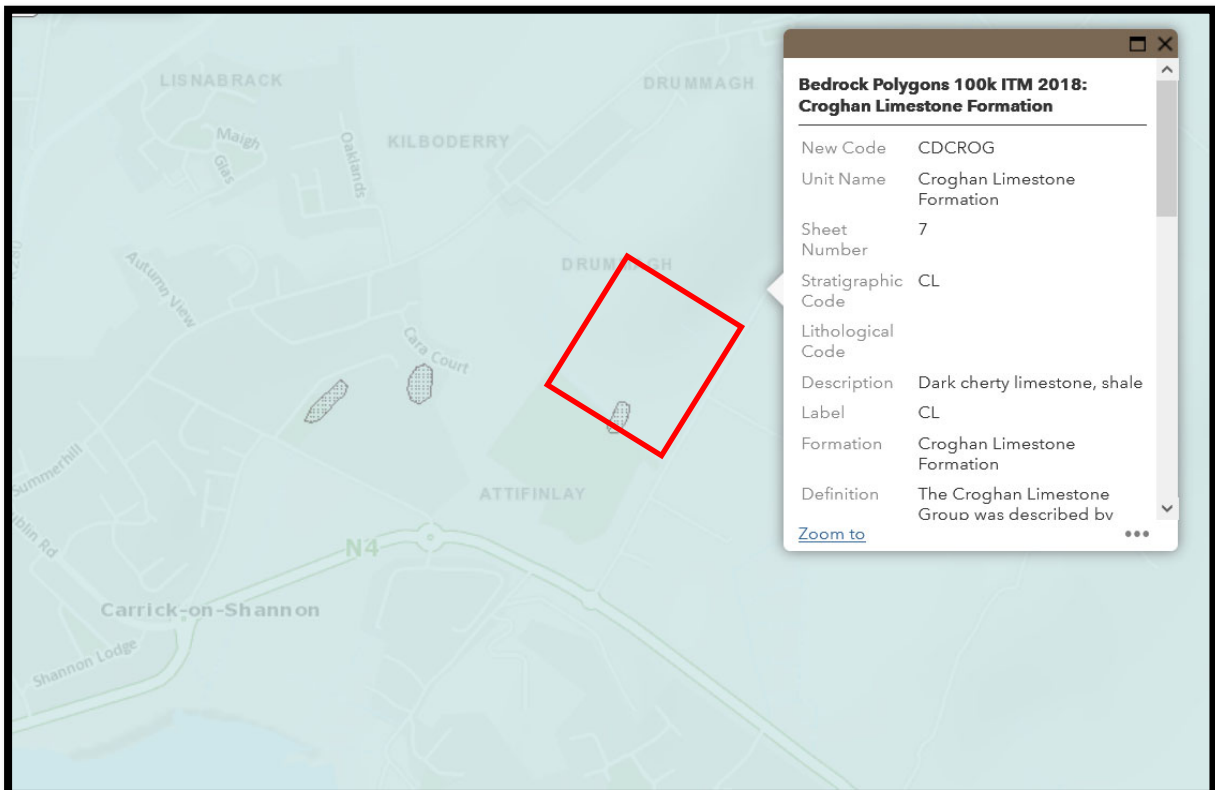 LISNABRACK
DRUMMAGH
Maigh
Glas
Oaklands
KILBODERRY
DRUMMAGH
Autumn View
Cara Court
Summerhill
ATTIFINLAY
N4
Carrick-on-Shannon
Shannon Lodge
Bedrock Polygons 100k ITM 2018:
Croghan Limestone Formation
New Code CDCROG
Unit Name Croghan Limestone
Formation
Sheet 7
Number
Stratigraphic CL
Code
Lithological
Code
Description Dark cherty limestone, shale
Label CL
Formation Croghan Limestone
Formation
Definition The Croghan Limestone
Group was described by
Zoom to